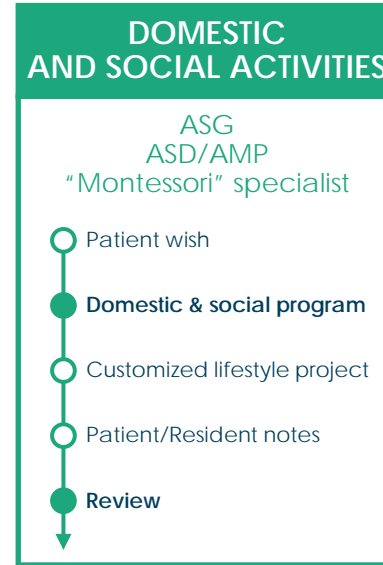 DOMESTIC
AND SOCIAL ACTIVITIES
ASG
ASD/AMP
“Montessori” specialist
Patient wish
Domestic & social program
Customized lifestyle project
Patient/Resident notes
Review